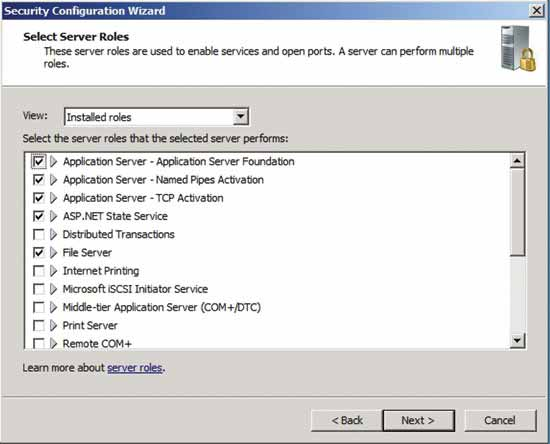 Security Configuration Wizard
Select Server Roles
These server roles are used to enable services and open ports. A server can perform multiple
roles.
View: Installed roles
Select the server roles that the selected server performs:
Application Server - Application Server Foundation
Application Server - Named Pipes Activation
Application Server - TCP Activation
ASP.NET State Service
Distributed Transactions
File Server
Internet Printing
Microsoft iSCSI Initiator Service
Middle-tier Application Server (COM+/DTC)
Print Server
Remote COM+
Learn more about server roles.
< Back Next > Cancel